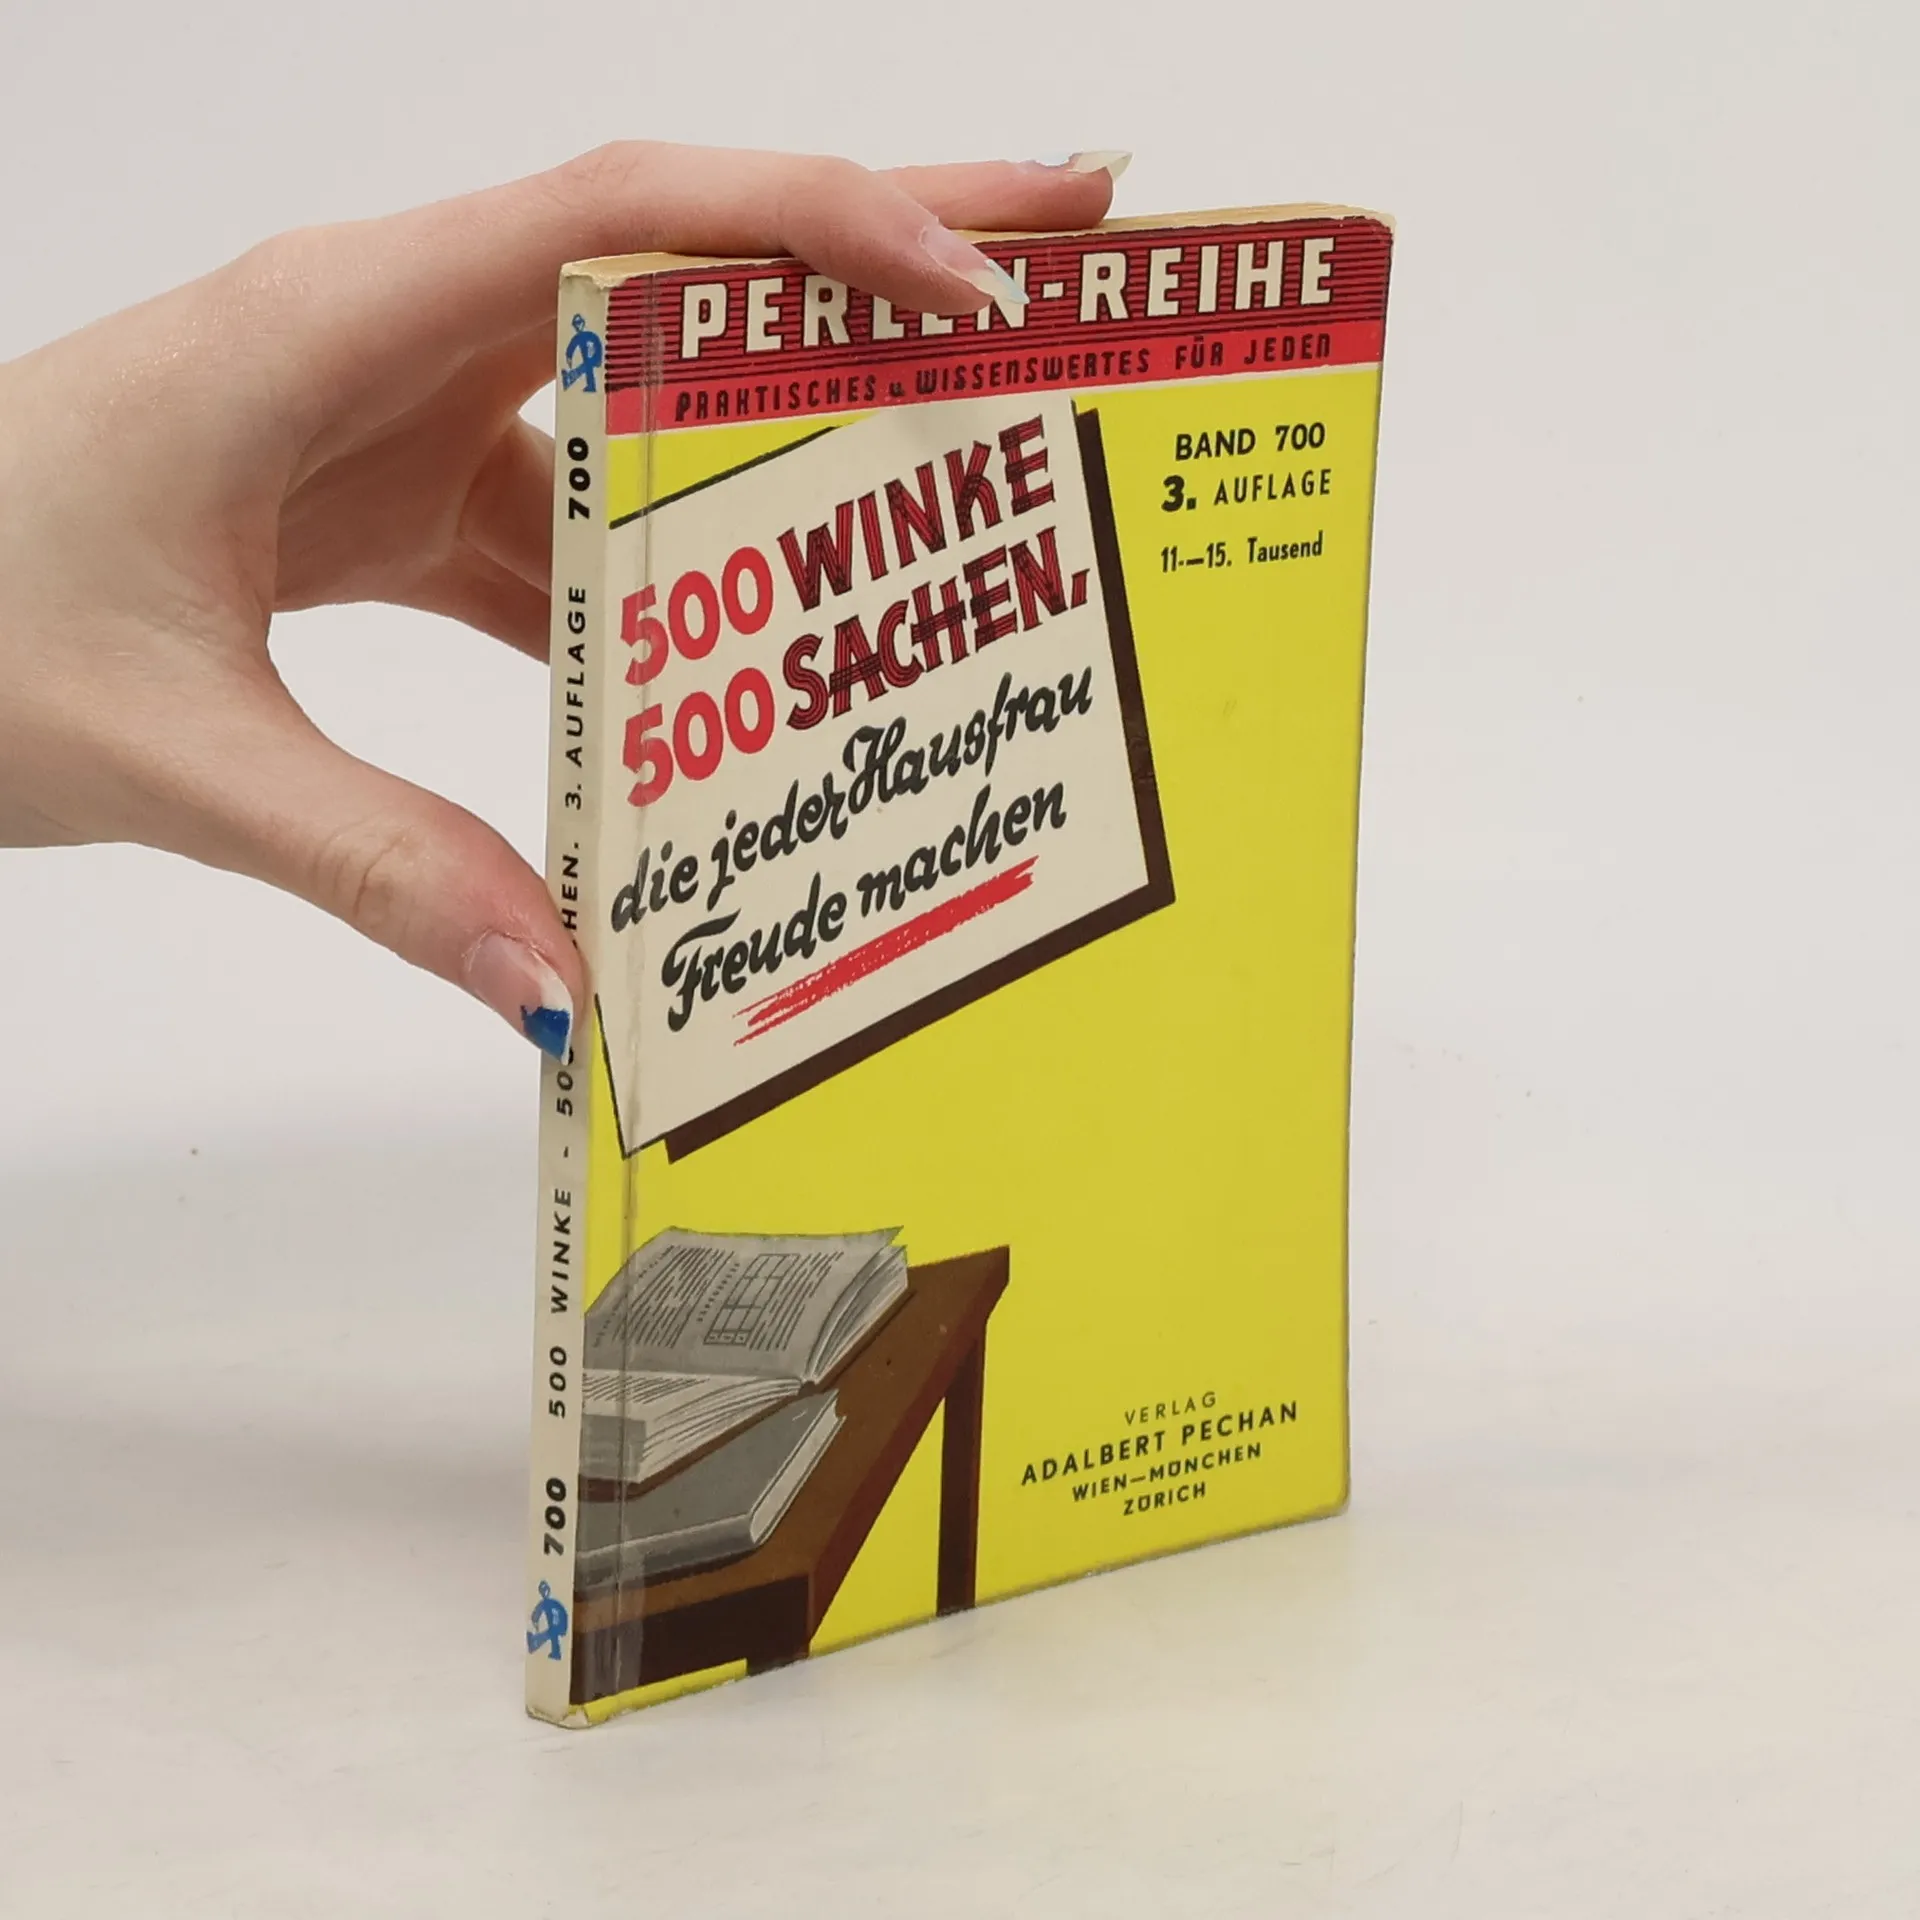 PERLEN-REIHE
PRAKTISCHES u. WISSENSWERTES FÜR JEDEN
BAND 700
3. AUFLAGE
11.—15. Tausend
500 WINKE
500 SACHEN,
die jeder Hausfrau
Freude machen
VERLAG
ADALBERT PECHAN
WIEN—MÜNCHEN
ZÜRICH
700 500 WINKE - 500 HEN. 3. AUFLAGE 700